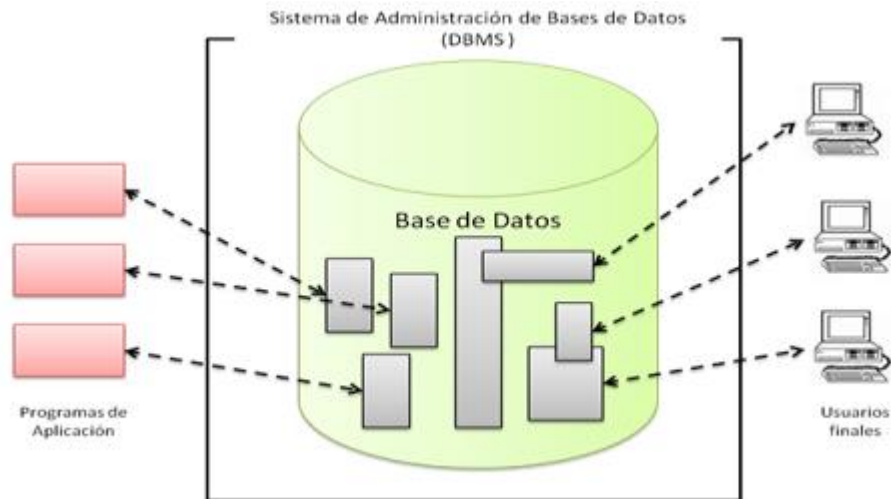 Sistema de Administración de Bases de Datos
(DBMS )
Base de Datos
Programas de
Aplicación
Usuarios
finales